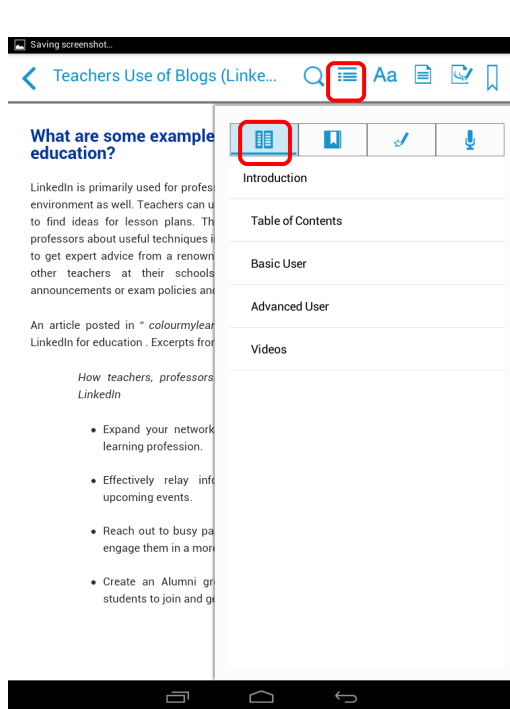 Saving screenshot...
Teachers Use of Blogs (Linke...
Aa
What are some example
education?
LinkedIn is primarily used for profes
environment as well. Teachers can u
to find ideas for lesson plans. Th
professors about useful techniques i
to get expert advice from a renown
other teachers at their schools
announcements or exam policies and
An article posted in " colourmylear
LinkedIn for education . Excerpts fror
How teachers, professors
LinkedIn
• Expand your network
learning profession.
• Effectively relay info
upcoming events.
• Reach out to busy pa
engage them in a more
• Create an Alumni gr
students to join and ge
Introduction
Table of Contents
Basic User
Advanced User
Videos